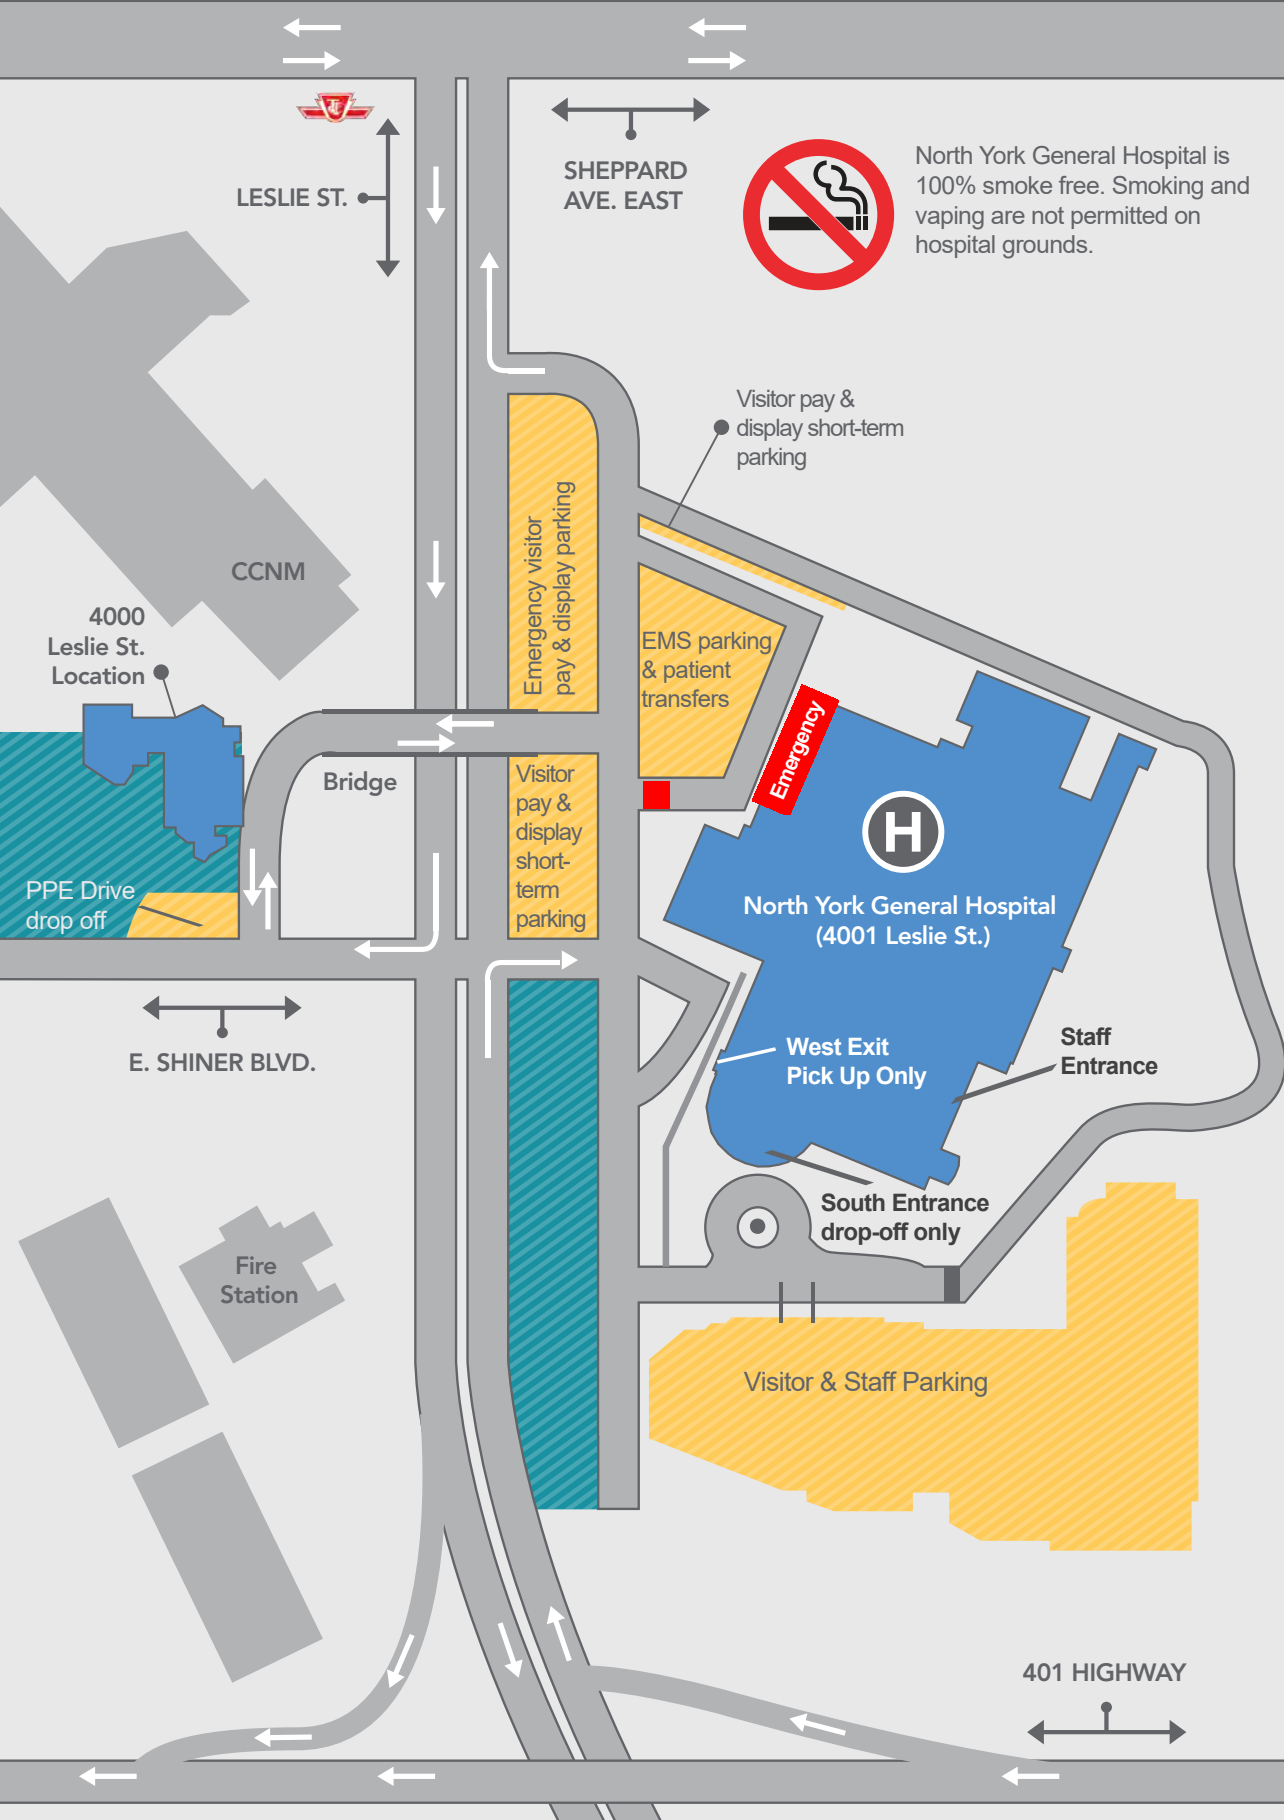 SHEPPARD
AVE. EAST
LESLIE ST.
North York General Hospital is
100% smoke free. Smoking and
vaping are not permitted on
hospital grounds.
Visitor pay &
display short-term
parking
Emergency visitor
pay & display parking
CCNM
4000
Leslie St.
Location
EMS parking
& patient
transfers
Emergency
Bridge
Visitor
pay &
display
short-
term
parking
H
PPE Drive
drop off
North York General Hospital
(4001 Leslie St.)
E. SHINER BLVD.
West Exit
Pick Up Only
Staff
Entrance
South Entrance
drop-off only
Fire
Station
Visitor & Staff Parking
401 HIGHWAY